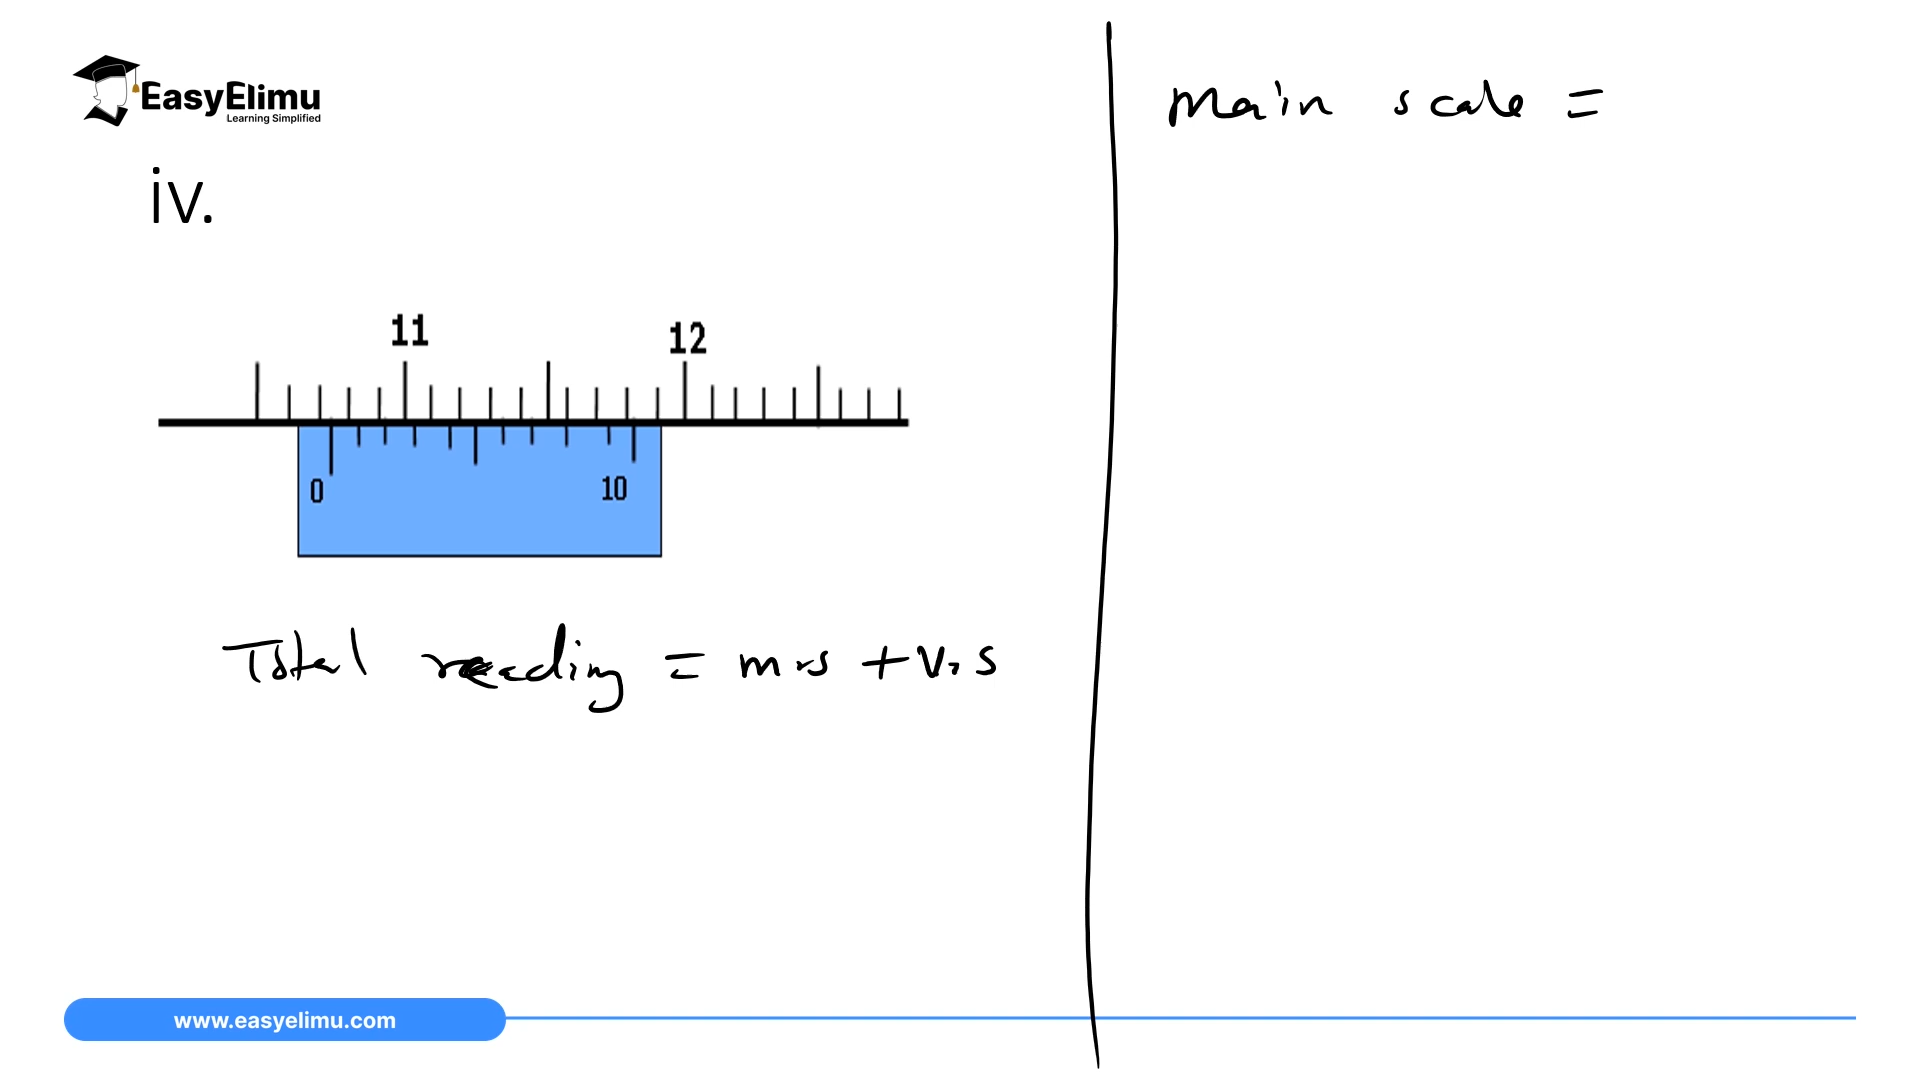 EasyElimu
Learning Simplified
iv.
11 12
0 10
Total reading = m.s + v.s
main scale =
www.easyelimu.com